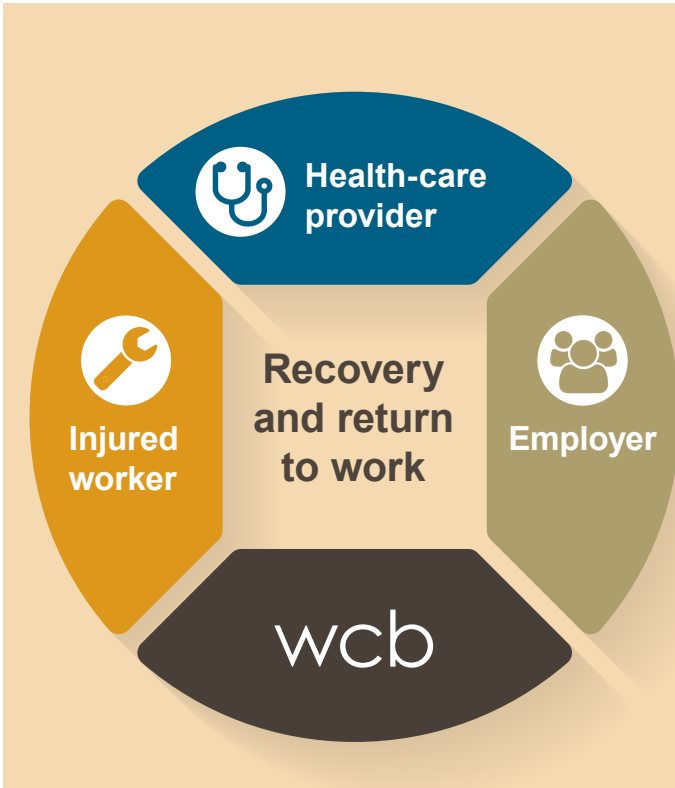 Health-care
provider
Injured
worker
Recovery
and return
to work
Employer
wcb